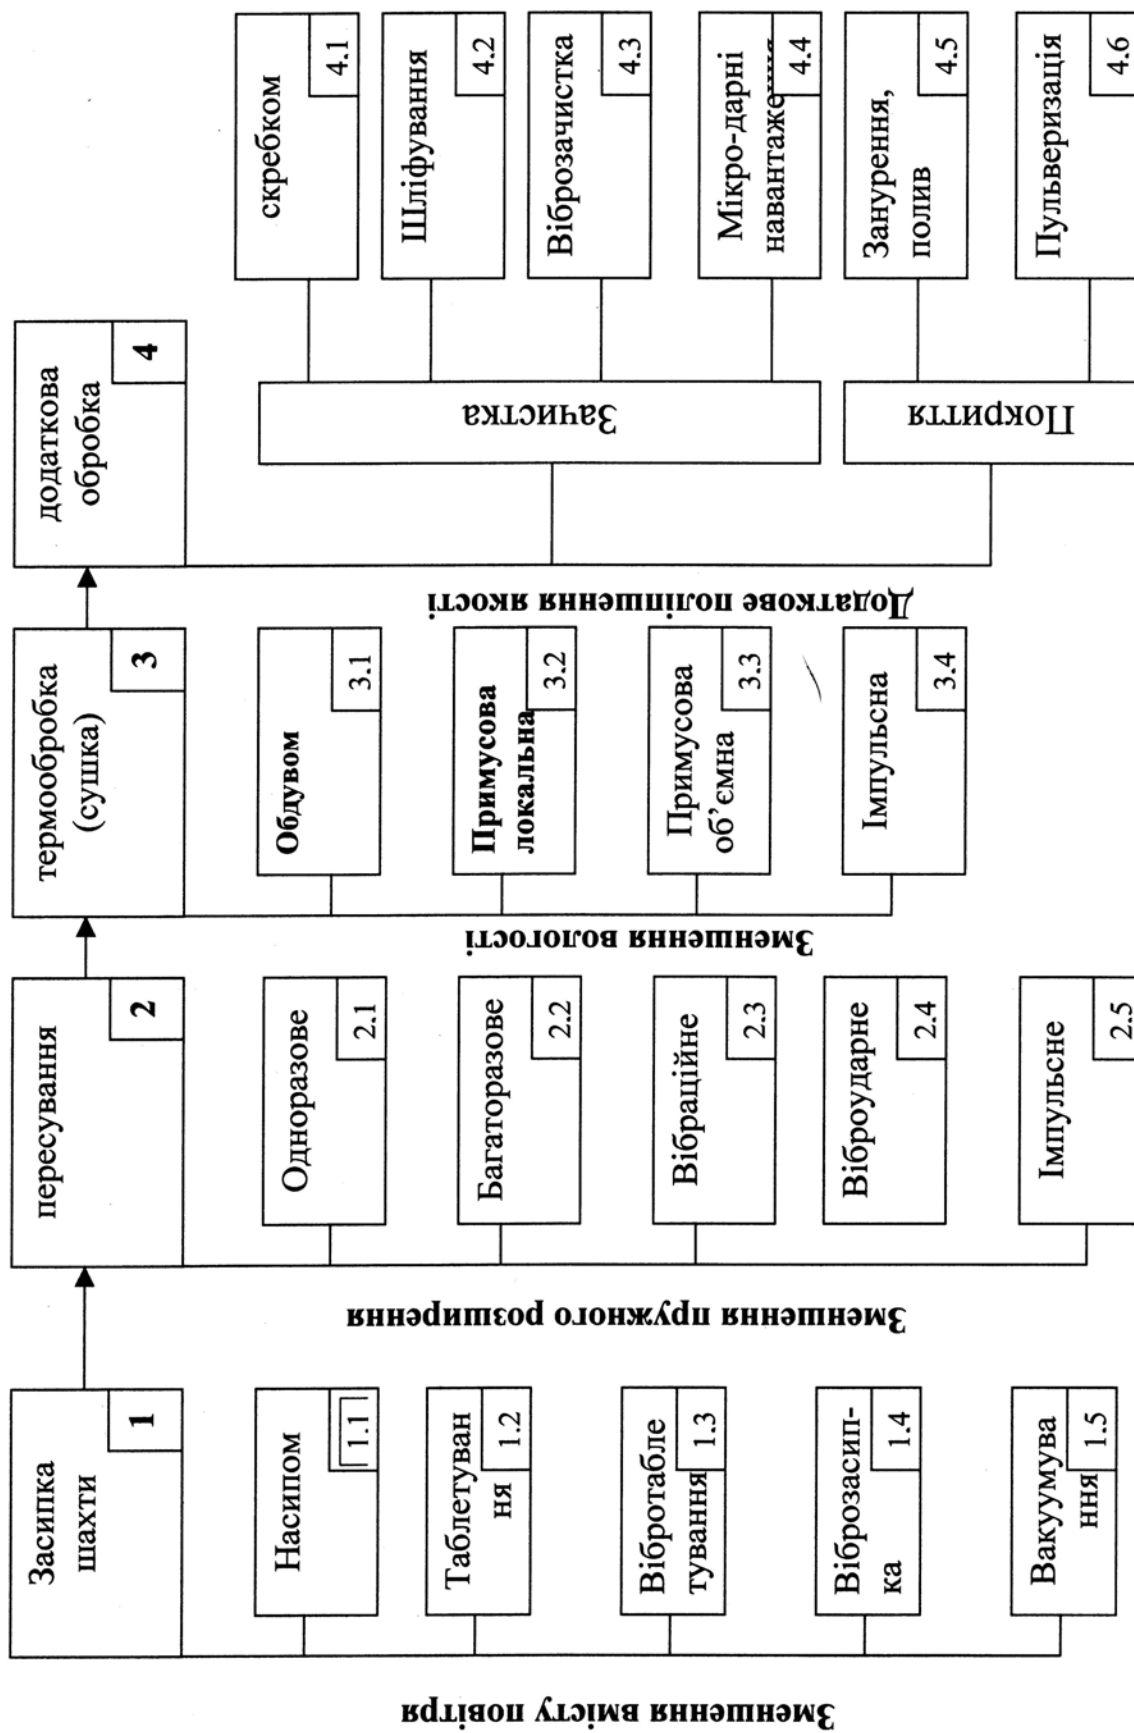 Засипка
шахти
1
Насипом
1.1
Таблетуван
ня
1.2
Вібротабле
тування
1.3
Віброзасип-
ка
1.4
Вакуумува
ння
1.5
Зменшення вмісту повітря
пересування
2
Одноразове
2.1
Багаторазове
2.2
Вібраційне
2.3
Віброударне
2.4
Імпульсне
2.5
Зменшення пружного розширення
термообробка
(сушка)
3
Обдувом
3.1
Примусова
локальна
3.2
Примусова
об’ємна
3.3
Імпульсна
3.4
Зменшення вологості
додаткова
обробка
4
Зачистка
скребком
4.1
Шліфування
4.2
Віброзачистка
4.3
Мікро-дарні
навантаження
4.4
Покриття
Занурення,
полив
4.5
Пульверизація
4.6
Додаткове поліпшення якості